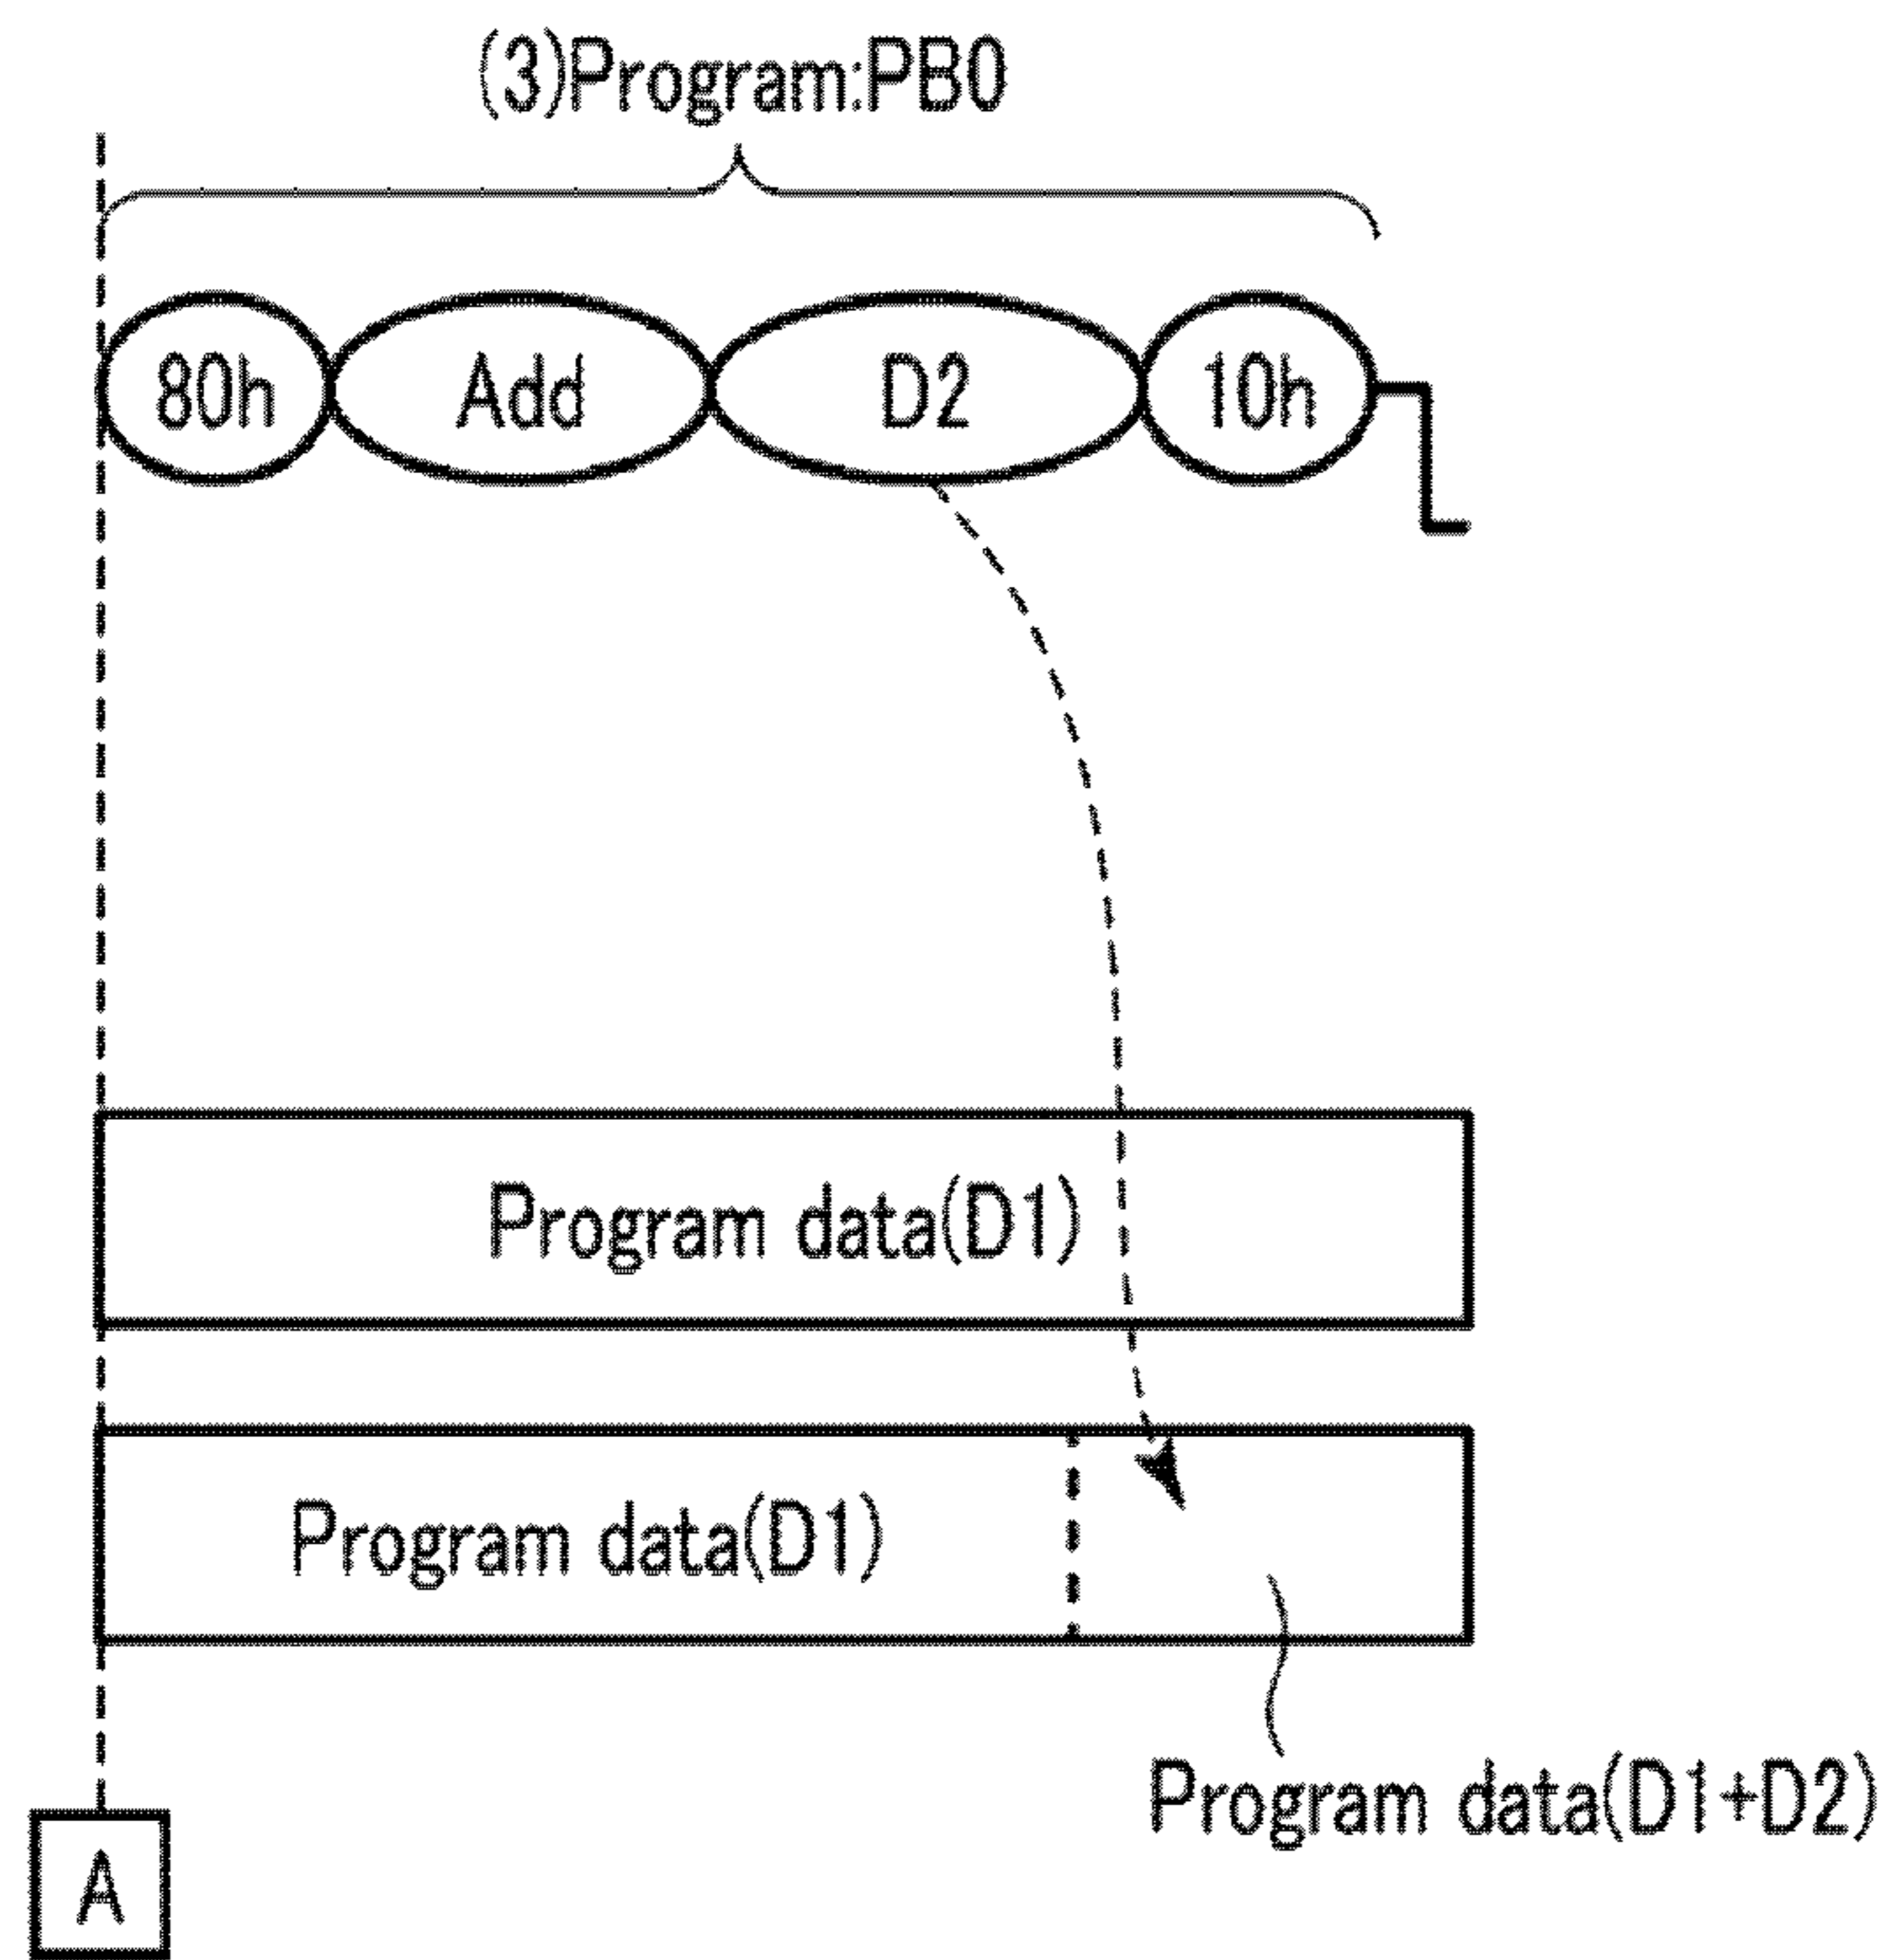 (3)Program:PB0
80h Add D2 10h
Program data(D1)
Program data(D1)
Program data(D1+D2)
A